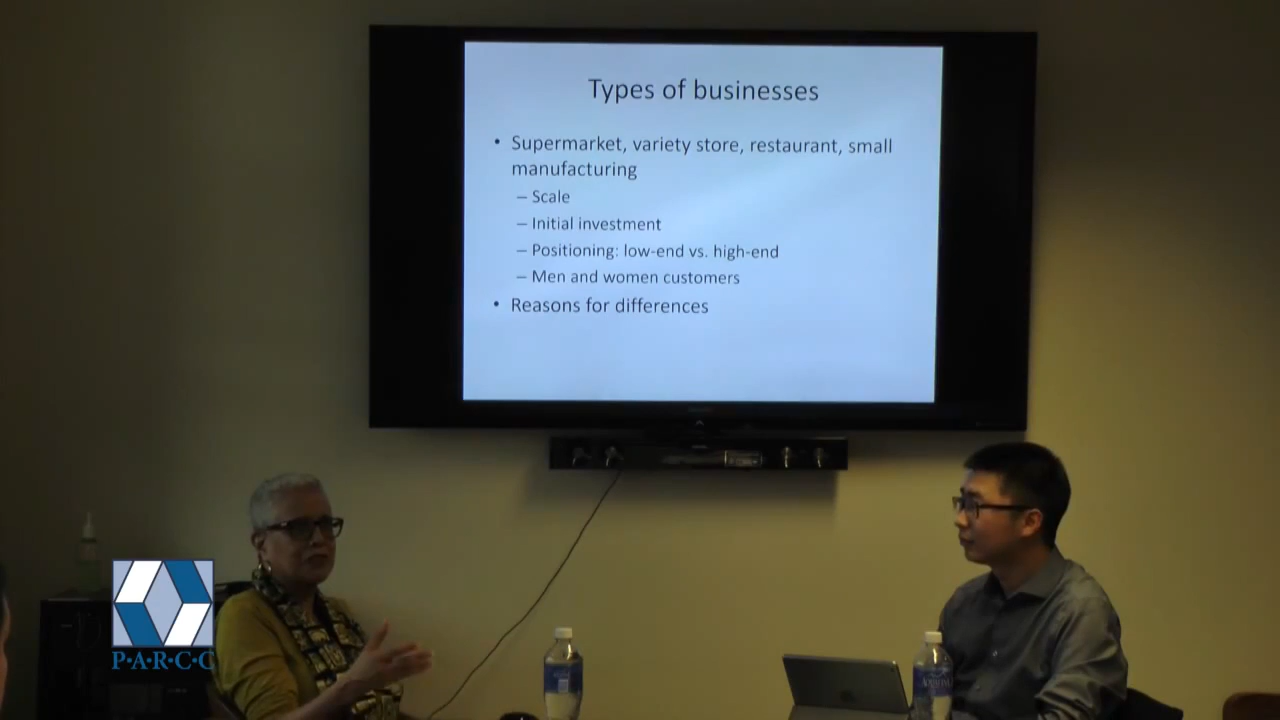 Types of businesses
• Supermarket, variety store, restaurant, small
manufacturing
– Scale
– Initial investment
– Positioning: low-end vs. high-end
– Men and women customers
• Reasons for differences
P·A·R·C·C